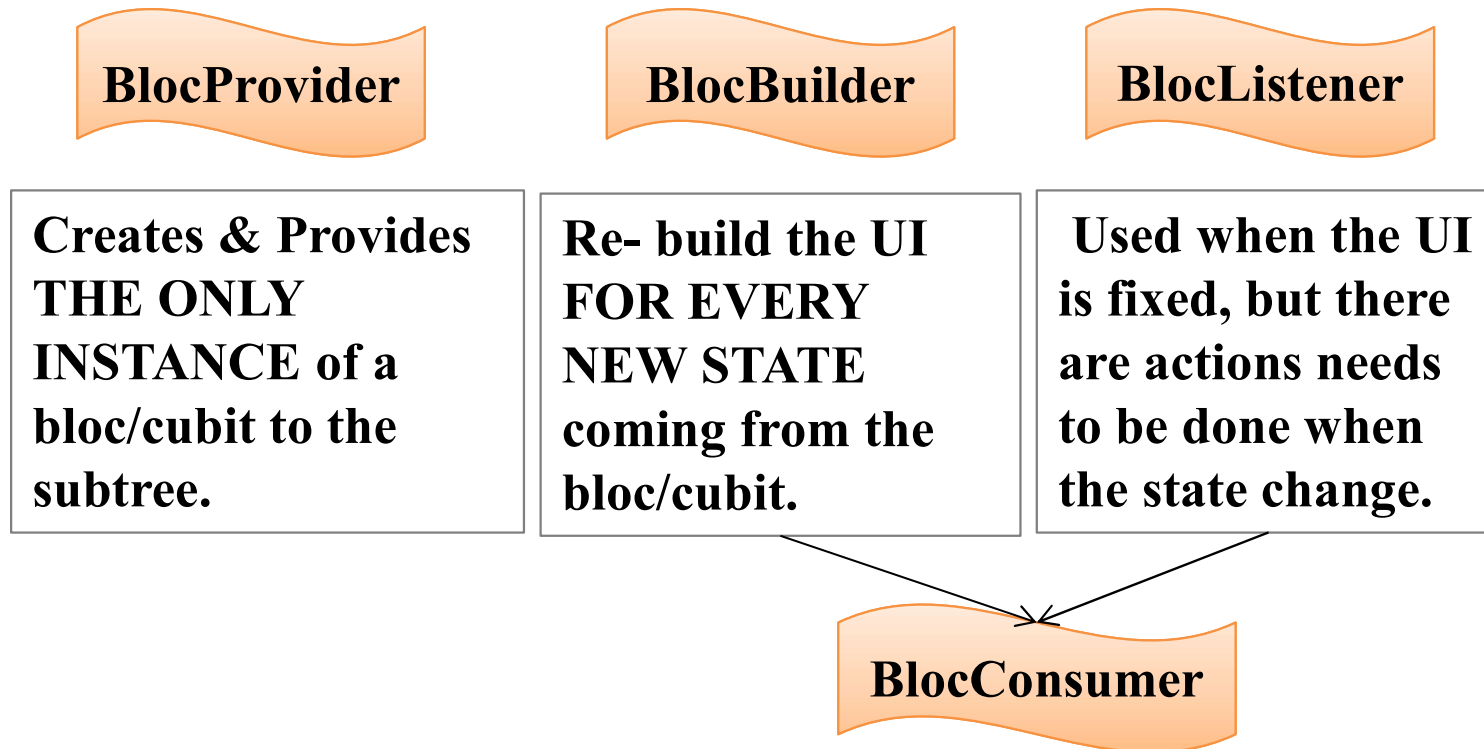 BlocProvider
BlocBuilder
BlocListener
Creates & Provides
THE ONLY
INSTANCE of a
bloc/cubit to the
subtree.
Re- build the UI
FOR EVERY
NEW STATE
coming from the
bloc/cubit.
Used when the UI
is fixed, but there
are actions needs
to be done when
the state change.
BlocConsumer